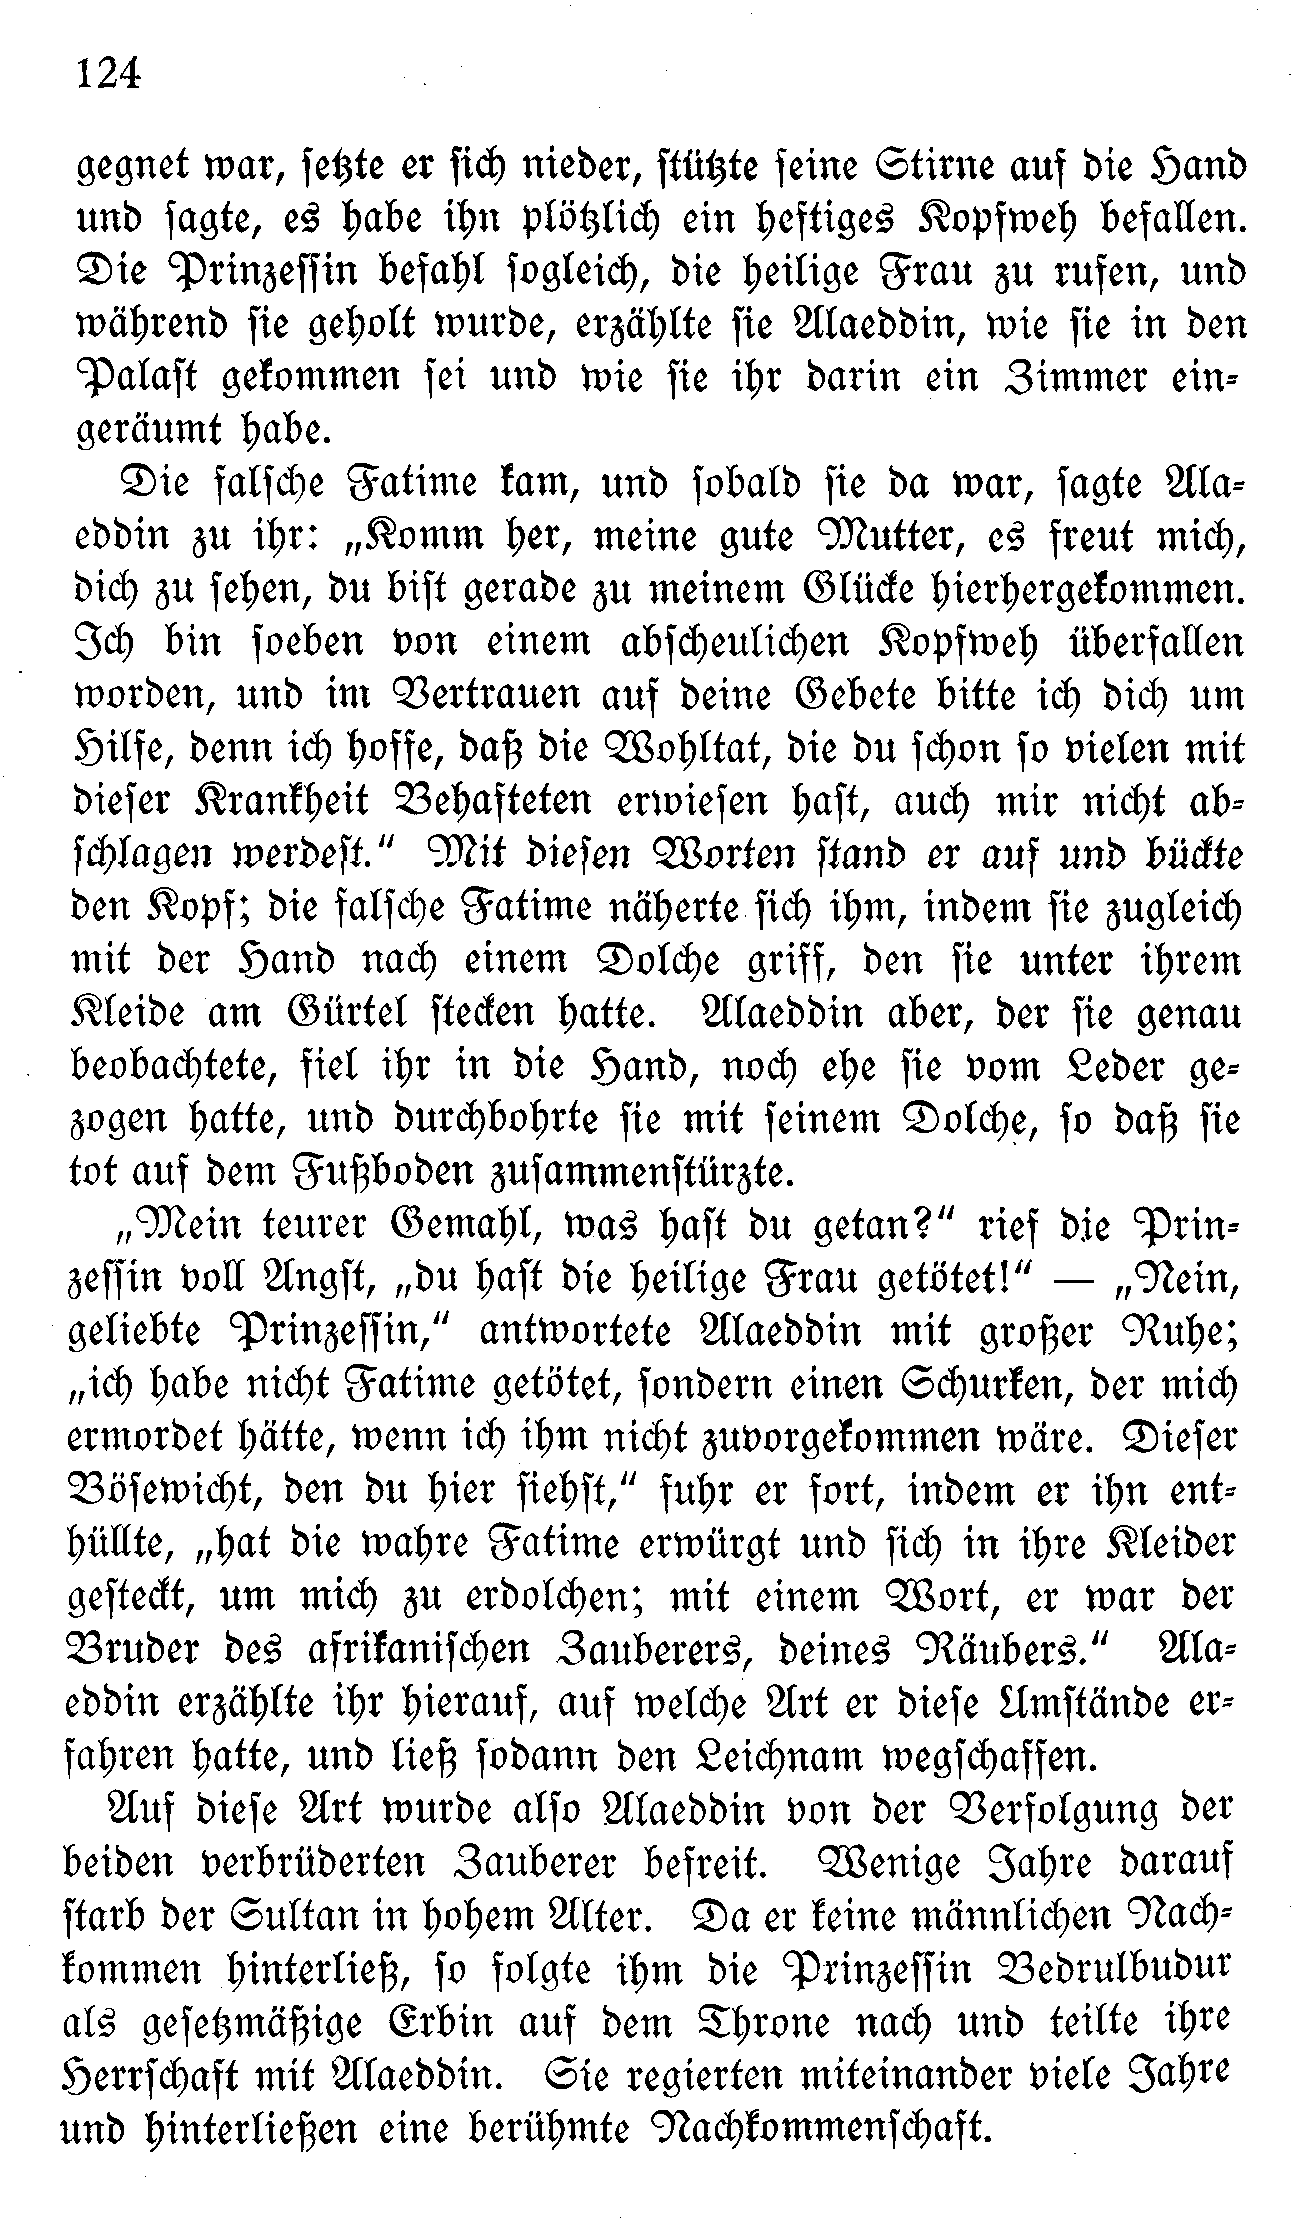 124
gegnet war, setzte er sich nieder, stützte seine Stirne auf die Hand
und sagte, es habe ihn plötzlich ein heftiges Kopfweh befallen.
Die Prinzessin befahl sogleich, die heilige Frau zu rufen, und
während sie geholt wurde, erzählte sie Alaeddin, wie sie in den
Palast gekommen sei und wie sie ihr darin ein Zimmer ein-
geräumt habe.
Die falsche Fatime kam, und sobald sie da war, sagte Ala-
eddin zu ihr: „Komm her, meine gute Mutter, es freut mich,
dich zu sehen, du bist gerade zu meinem Glücke hierhergekommen.
Ich bin soeben von einem abscheulichen Kopfweh überfallen
worden, und im Vertrauen auf deine Gebete bitte ich dich um
Hilfe, denn ich hoffe, daß die Wohltat, die du schon so vielen mit
dieser Krankheit Behafteten erwiesen hast, auch mir nicht ab-
schlagen werdest.“ Mit diesen Worten stand er auf und bückte
den Kopf; die falsche Fatime näherte sich ihm, indem sie zugleich
mit der Hand nach einem Dolche griff, den sie unter ihrem
Kleide am Gürtel stecken hatte. Alaeddin aber, der sie genau
beobachtete, fiel ihr in die Hand, noch ehe sie vom Leder ge-
zogen hatte, und durchbohrte sie mit seinem Dolche, so daß sie
tot auf dem Fußboden zusammenstürzte.
„Mein teurer Gemahl, was hast du getan?“ rief die Prin-
zessin voll Angst, „du hast die heilige Frau getötet!“ — „Nein,
geliebte Prinzessin,“ antwortete Alaeddin mit großer Ruhe;
„ich habe nicht Fatime getötet, sondern einen Schurken, der mich
ermordet hätte, wenn ich ihm nicht zuvorgekommen wäre. Dieser
Bösewicht, den du hier siehst,“ fuhr er fort, indem er ihn ent-
hüllte, „hat die wahre Fatime erwürgt und sich in ihre Kleider
gesteckt, um mich zu erdolchen; mit einem Wort, er war der
Bruder des afrikanischen Zauberers, deines Räubers.“ Ala-
eddin erzählte ihr hierauf, auf welche Art er diese Umstände er-
fahren hatte, und ließ sodann den Leichnam wegschaffen.
Auf diese Art wurde also Alaeddin von der Verfolgung der
beiden verbrüderten Zauberer befreit. Wenige Jahre darauf
starb der Sultan in hohem Alter. Da er keine männlichen Nach-
kommen hinterließ, so folgte ihm die Prinzessin Bedrulbudur
als gesetzmäßige Erbin auf dem Throne nach und teilte ihre
Herrschaft mit Alaeddin. Sie regierten miteinander viele Jahre
und hinterließen eine berühmte Nachkommenschaft.